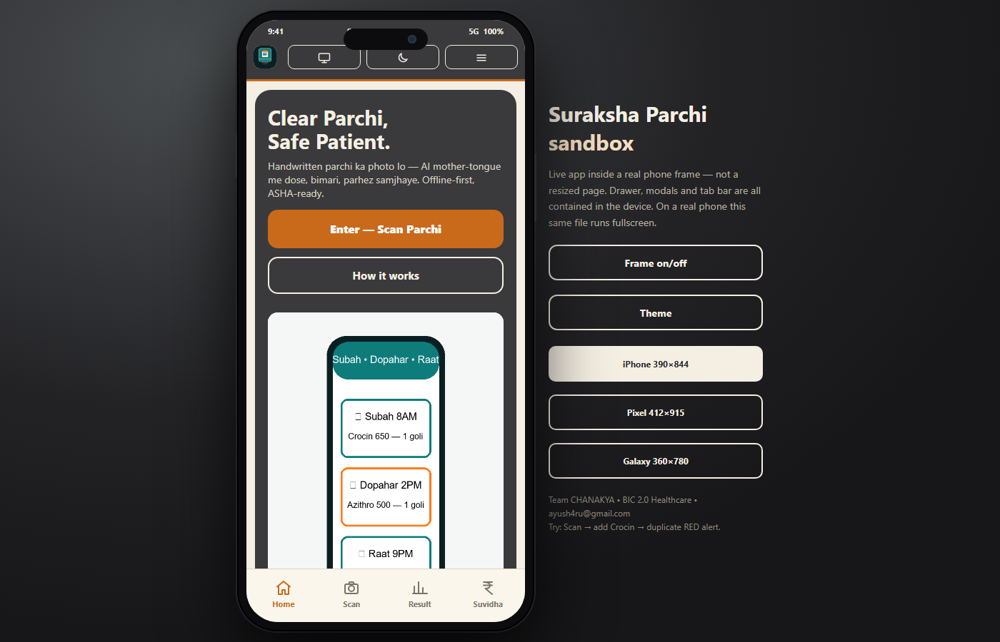 9:41
5G 100%
Clear Parchi,
Safe Patient.
Handwritten parchi ka photo lo — AI mother-tongue
me dose, bimari, parhez samjhaye. Offline-first,
ASHA-ready.
Enter — Scan Parchi
How it works
Subah • Dopahar • Raat
Subah 8AM
Crocin 650 — 1 goli
Dopahar 2PM
Azithro 500 — 1 goli
Raat 9PM
Home
Scan
Result
Suvidha
Suraksha Parchi
sandbox
Live app inside a real phone frame — not a
resized page. Drawer, modals and tab bar are all
contained in the device. On a real phone this
same file runs fullscreen.
Frame on/off
Theme
iPhone 390×844
Pixel 412×915
Galaxy 360×780
Team CHANAKYA • BIC 2.0 Healthcare •
ayush4ru@gmail.com
Try: Scan → add Crocin → duplicate RED alert.